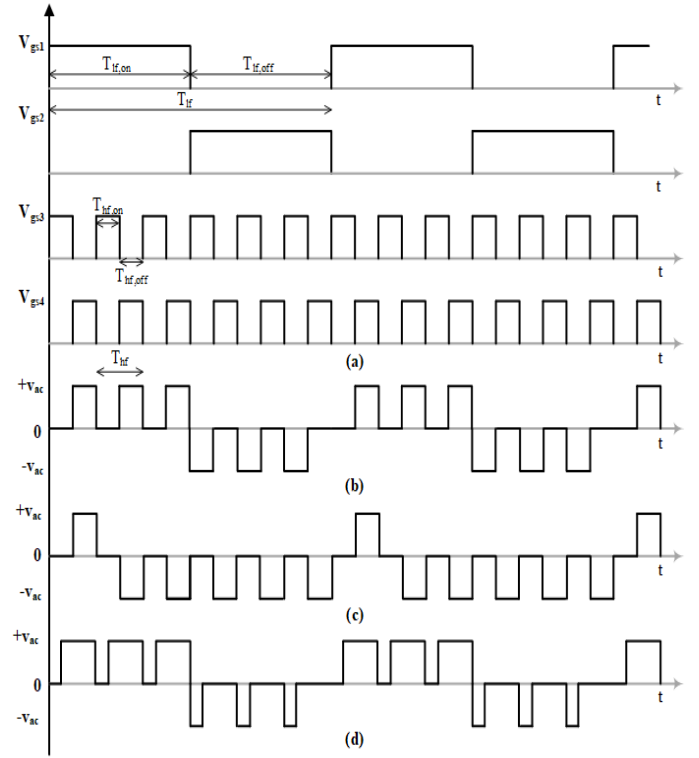 Vgs1
Tlf,on
Tlf,off
t
Tlf
Vgs2
t
Vgs3
Thf,on
Thf,off
t
Vgs4
t
(a)
Thf
+vac
0
-vac
t
(b)
+vac
0
-vac
t
(c)
+vac
0
-vac
t
(d)